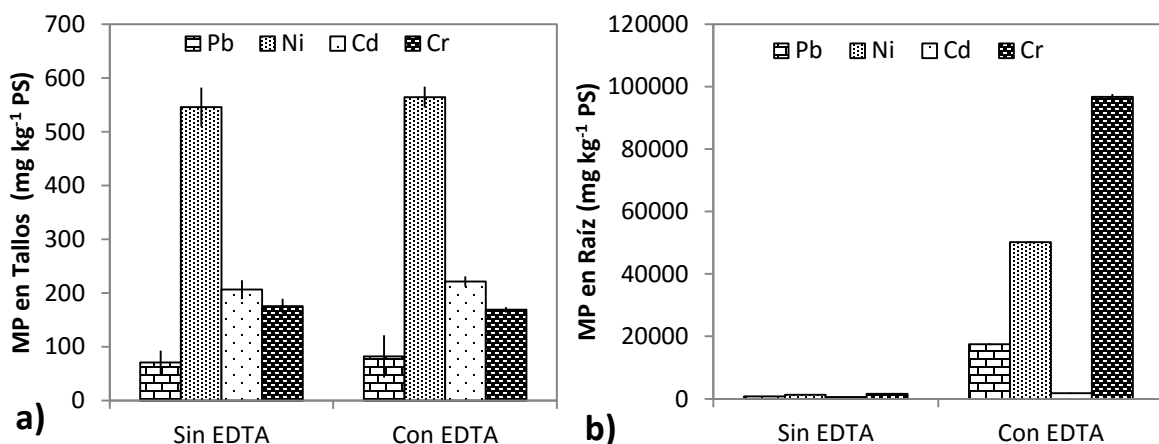 MP en Tallos (mg kg⁻¹ PS)
700
600
500
400
300
200
100
0
Pb Ni Cd Cr
Sin EDTA Con EDTA
a)
MP en Raíz (mg kg⁻¹ PS)
120000
100000
80000
60000
40000
20000
0
Pb Ni Cd Cr
Sin EDTA Con EDTA
b)